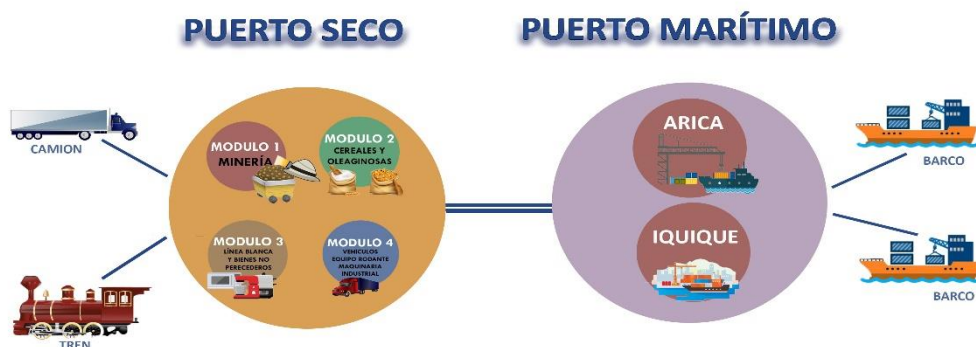 PUERTO SECO
PUERTO MARÍTIMO
CAMION
TREN
MODULO 1
MINERÍA
MODULO 2
CEREALES Y
OLEAGINOSAS
MODULO 3
LÍNEA BLANCA
Y BIENES NO
PERECEDEROS
MODULO 4
VEHICULOS
EQUIPO RODANTE
MAQUINARIA
INDUSTRIAL
ARICA
IQUIQUE
BARCO
BARCO